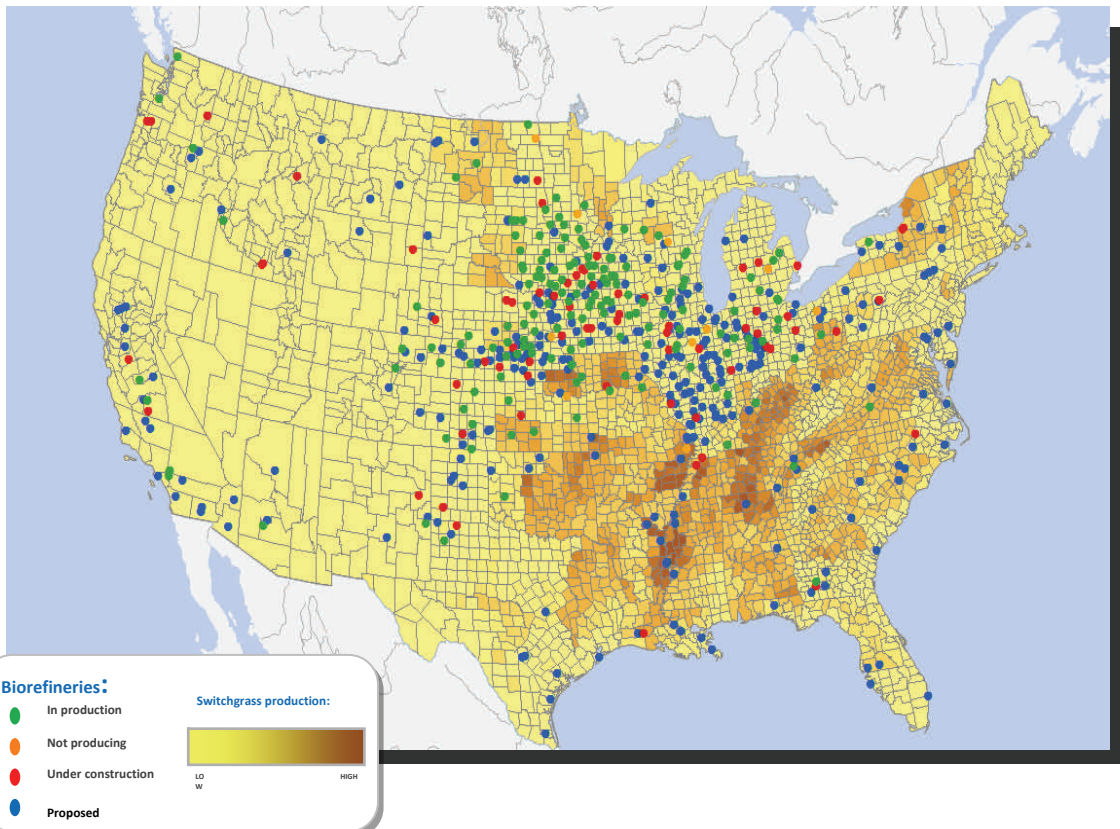 Biorefineries:
In production
Not producing
Under construction
Proposed
Switchgrass production:
LO
W
HIGH